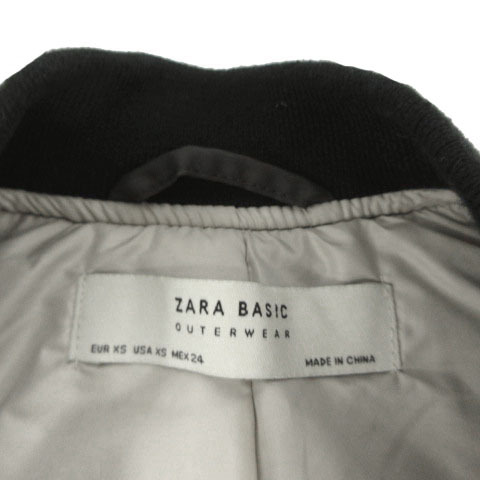 ZARA BASIC
OUTERWEAR
EUR XS USA XS MEX 24 MADE IN CHINA